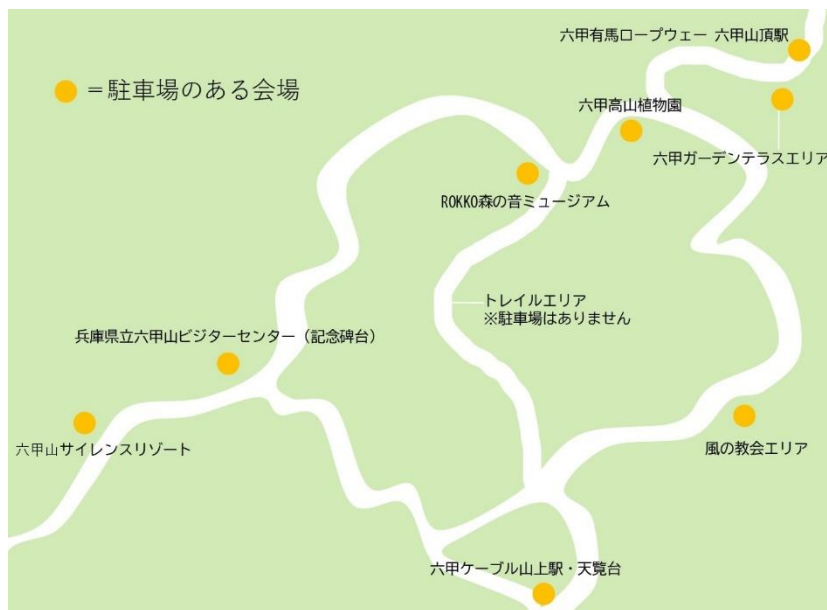 六甲有馬ロープウェー 六甲山頂駅
＝駐車場のある会場
六甲高山植物園
六甲ガーデンテラスエリア
ROKKO森の音ミュージアム
トレイルエリア
※駐車場はありません
兵庫県立六甲山ビジターセンター（記念碑台）
六甲山サイレンスリゾート
風の教会エリア
六甲ケーブル山上駅・天覧台